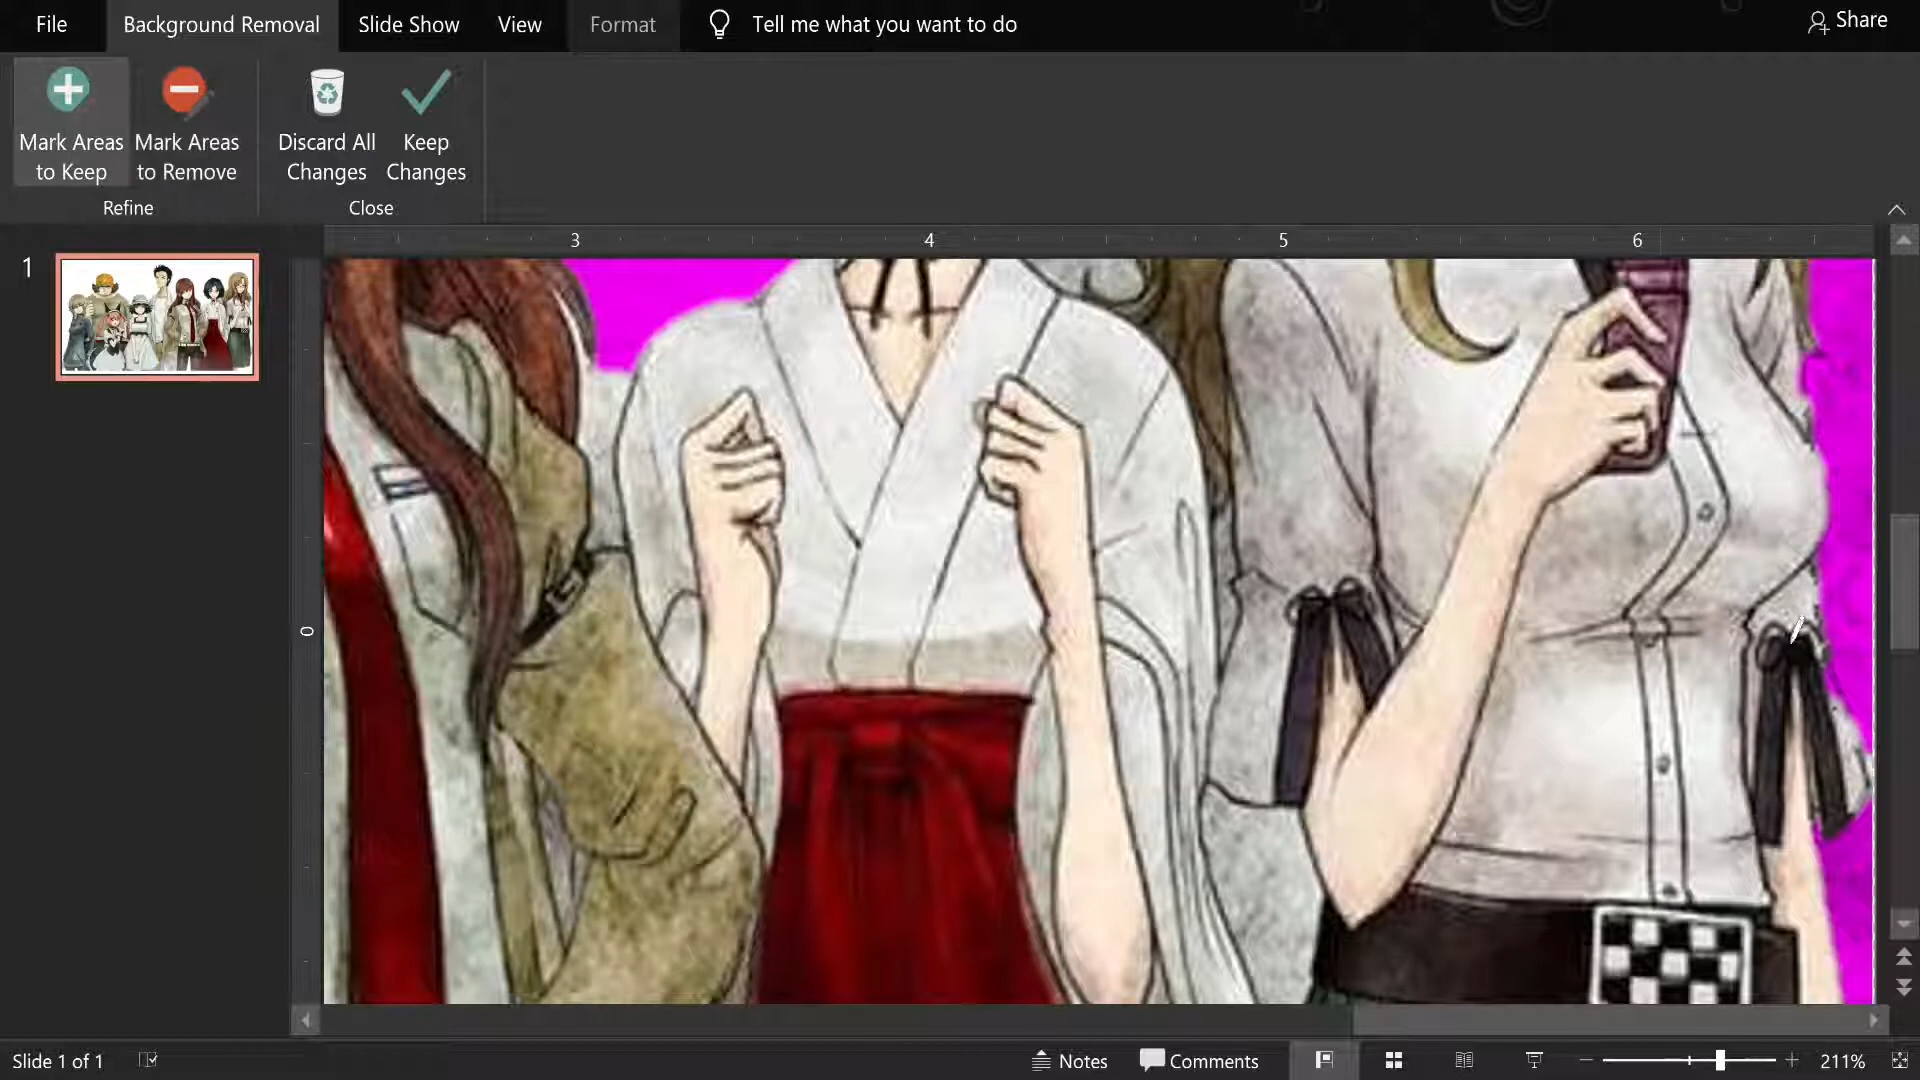 File
Background Removal
Slide Show
View
Format
Tell me what you want to do
Share
Mark Areas
to Keep
Mark Areas
to Remove
Discard All
Changes
Keep
Changes
Refine
Close
3
4
5
6
1
0
Slide 1 of 1
Notes
Comments
211%